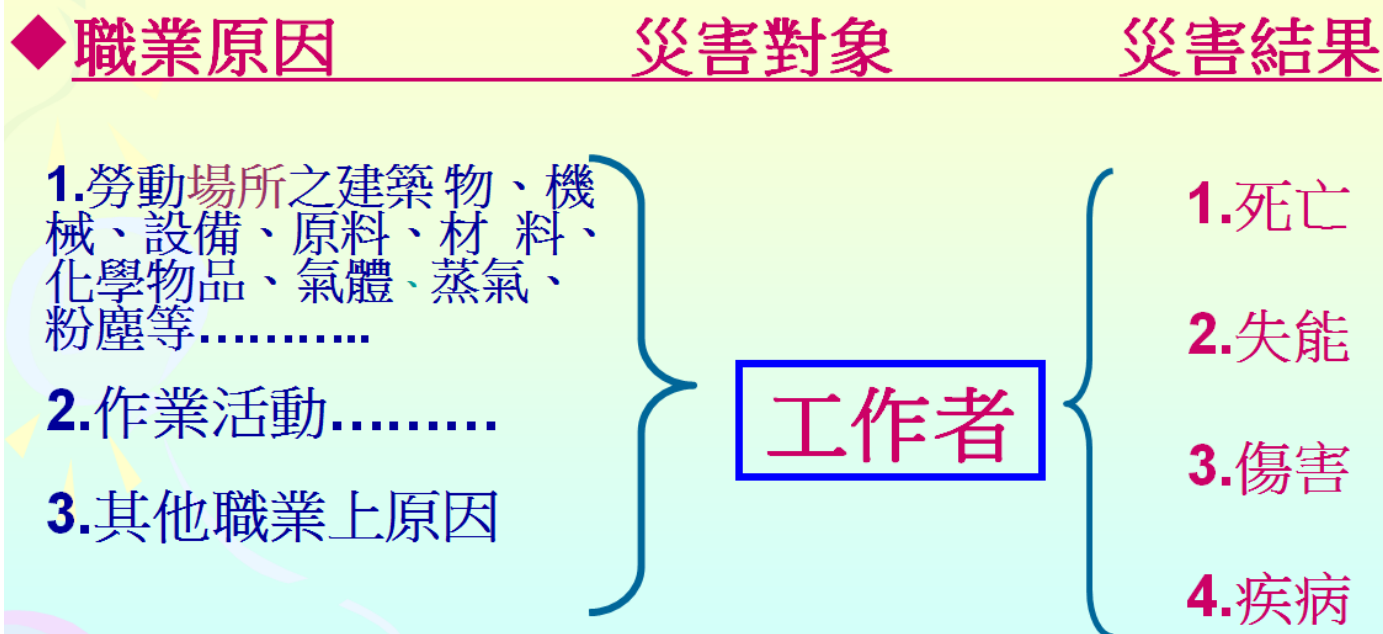 ◆職業原因 災害對象 災害結果
1.勞動場所之建築物、機
械、設備、原料、材 料、
化學物品、氣體、蒸氣、
粉塵等………..
2.作業活動………
3.其他職業上原因
工作者
1.死亡
2.失能
3.傷害
4.疾病